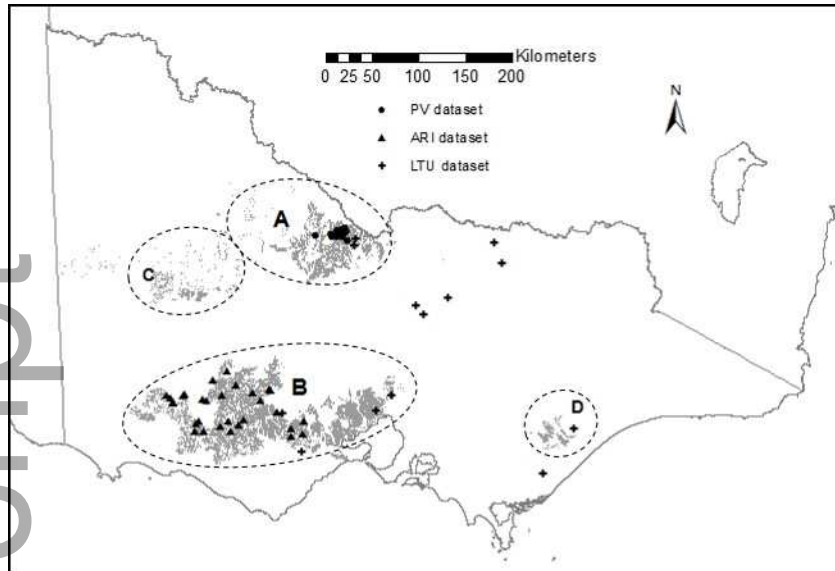 Kilometers
0 25 50 100 150 200
N
PV dataset
ARI dataset
LTU dataset
A
C
B
D